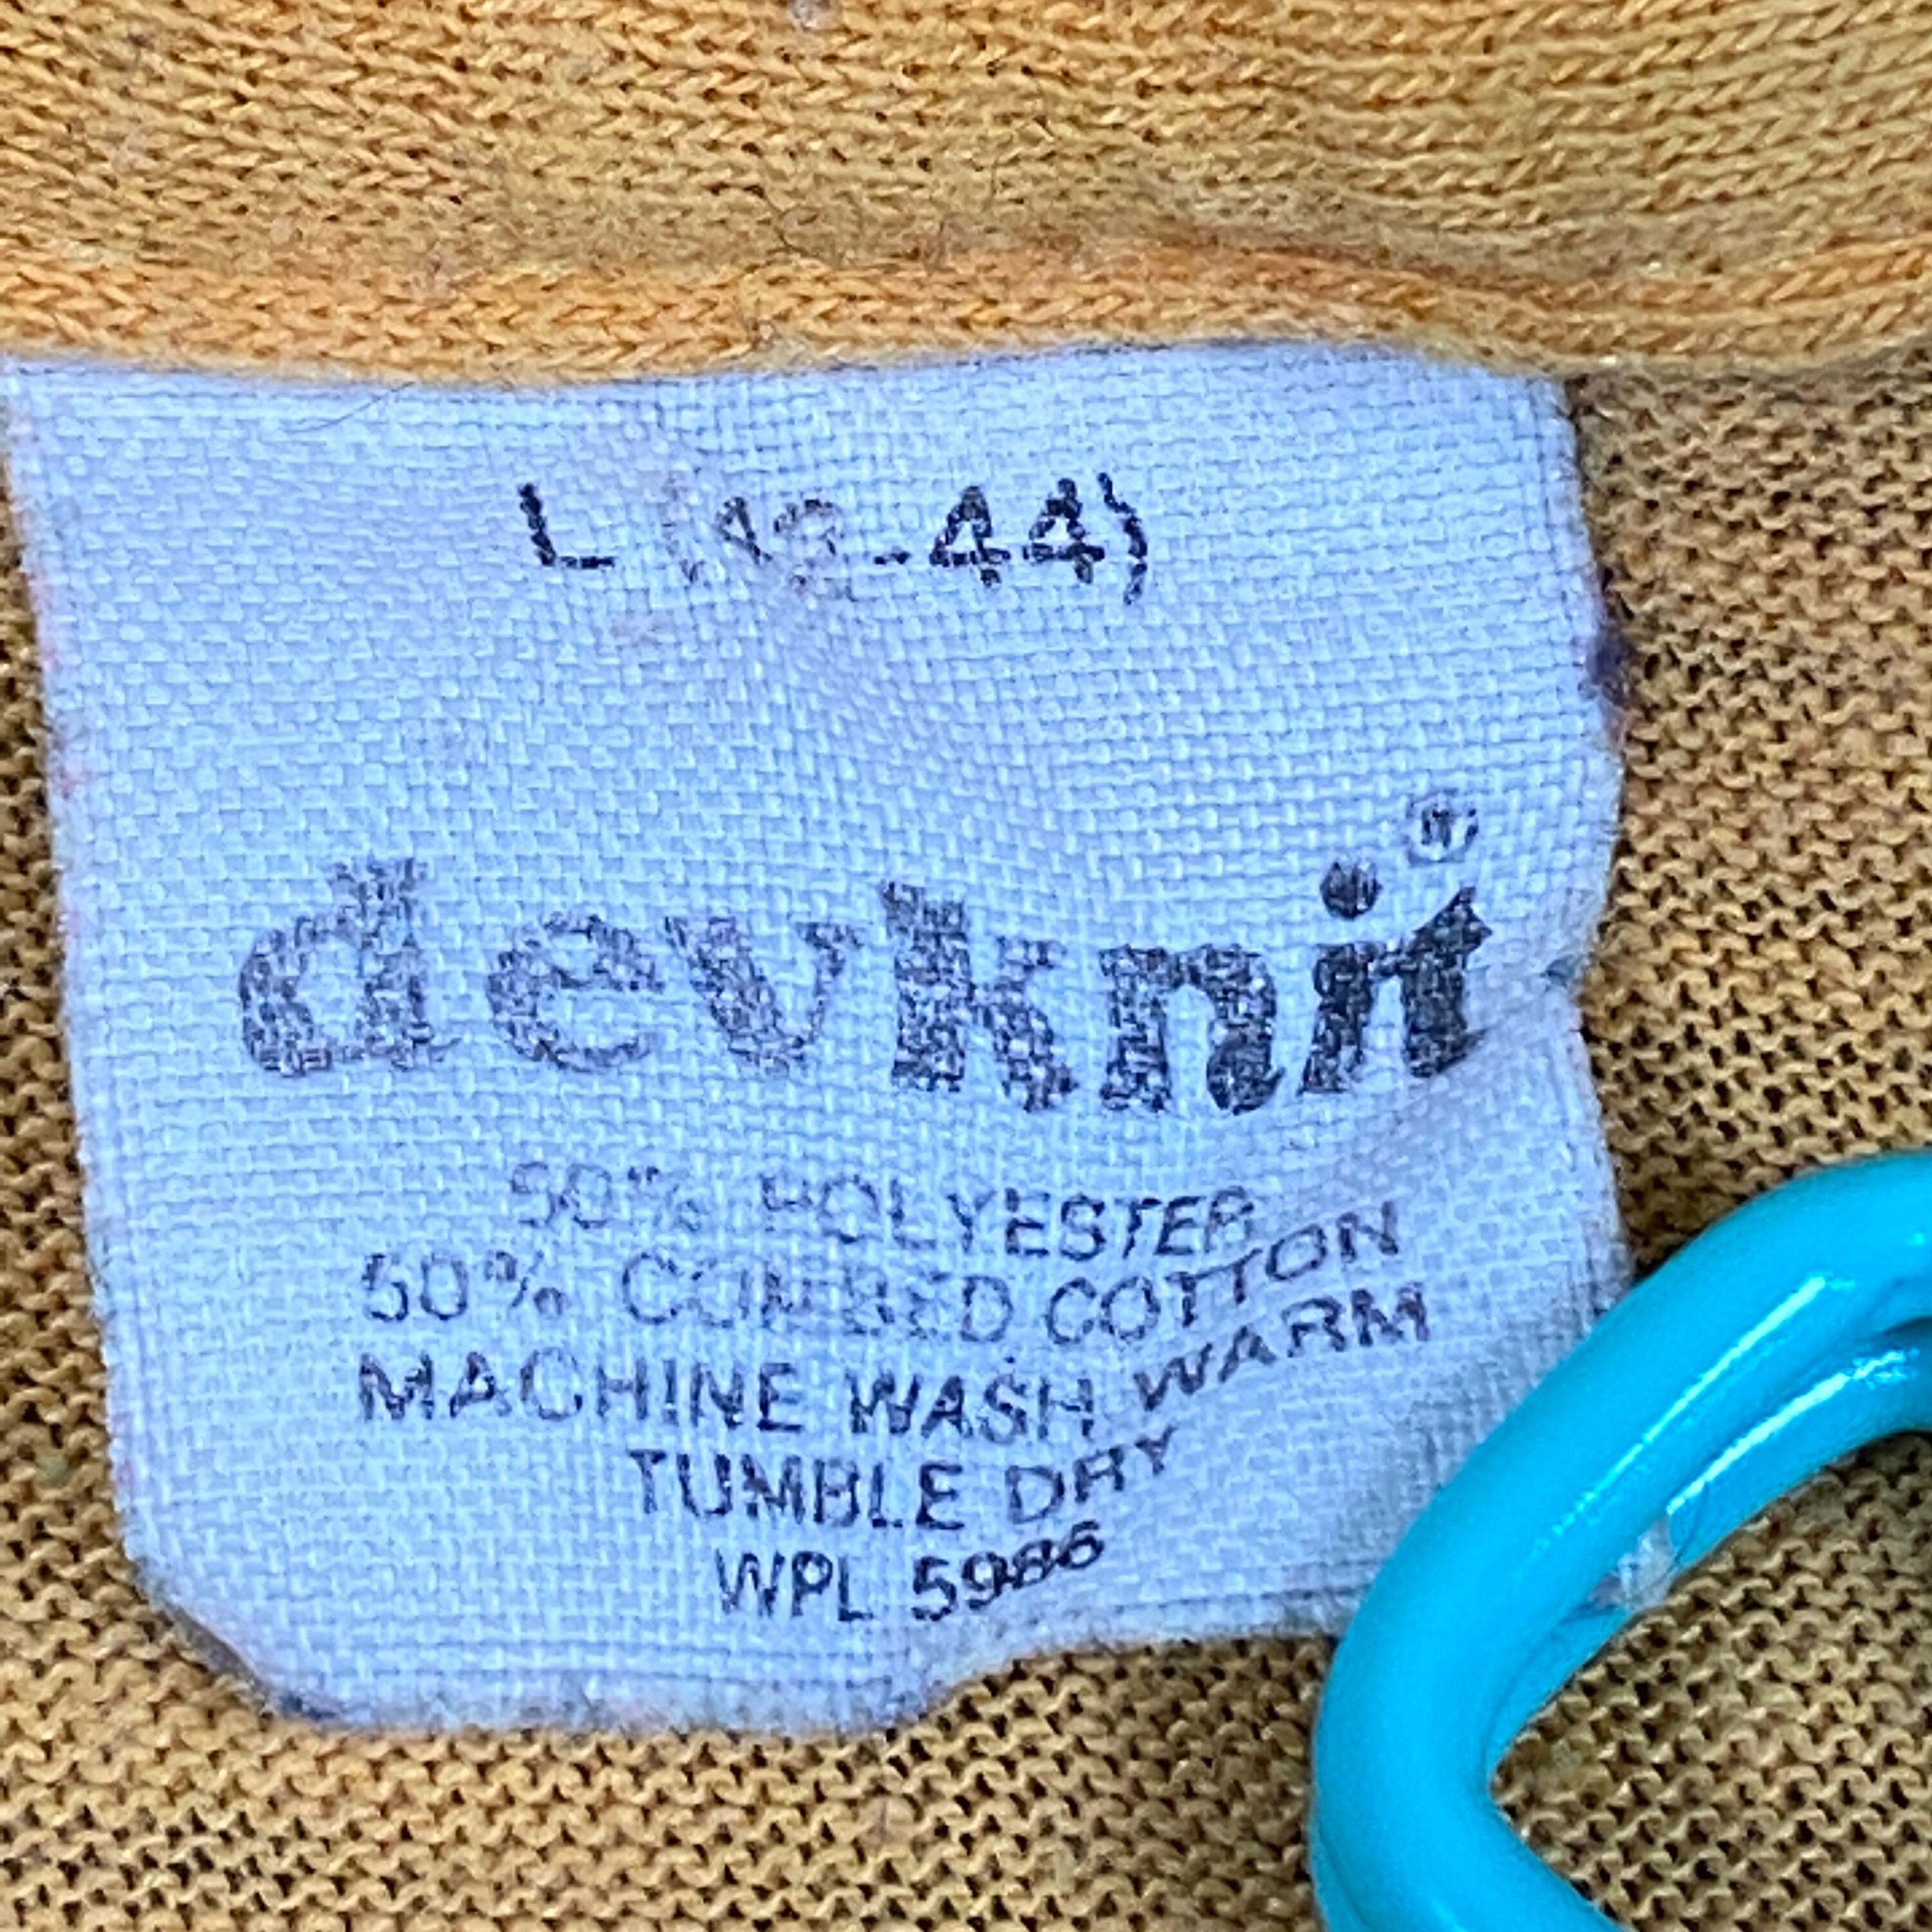 L (42-44)
devknit®
50% POLYESTER
50% COMBED COTTON
MACHINE WASH WARM
TUMBLE DRY
WPL 5986